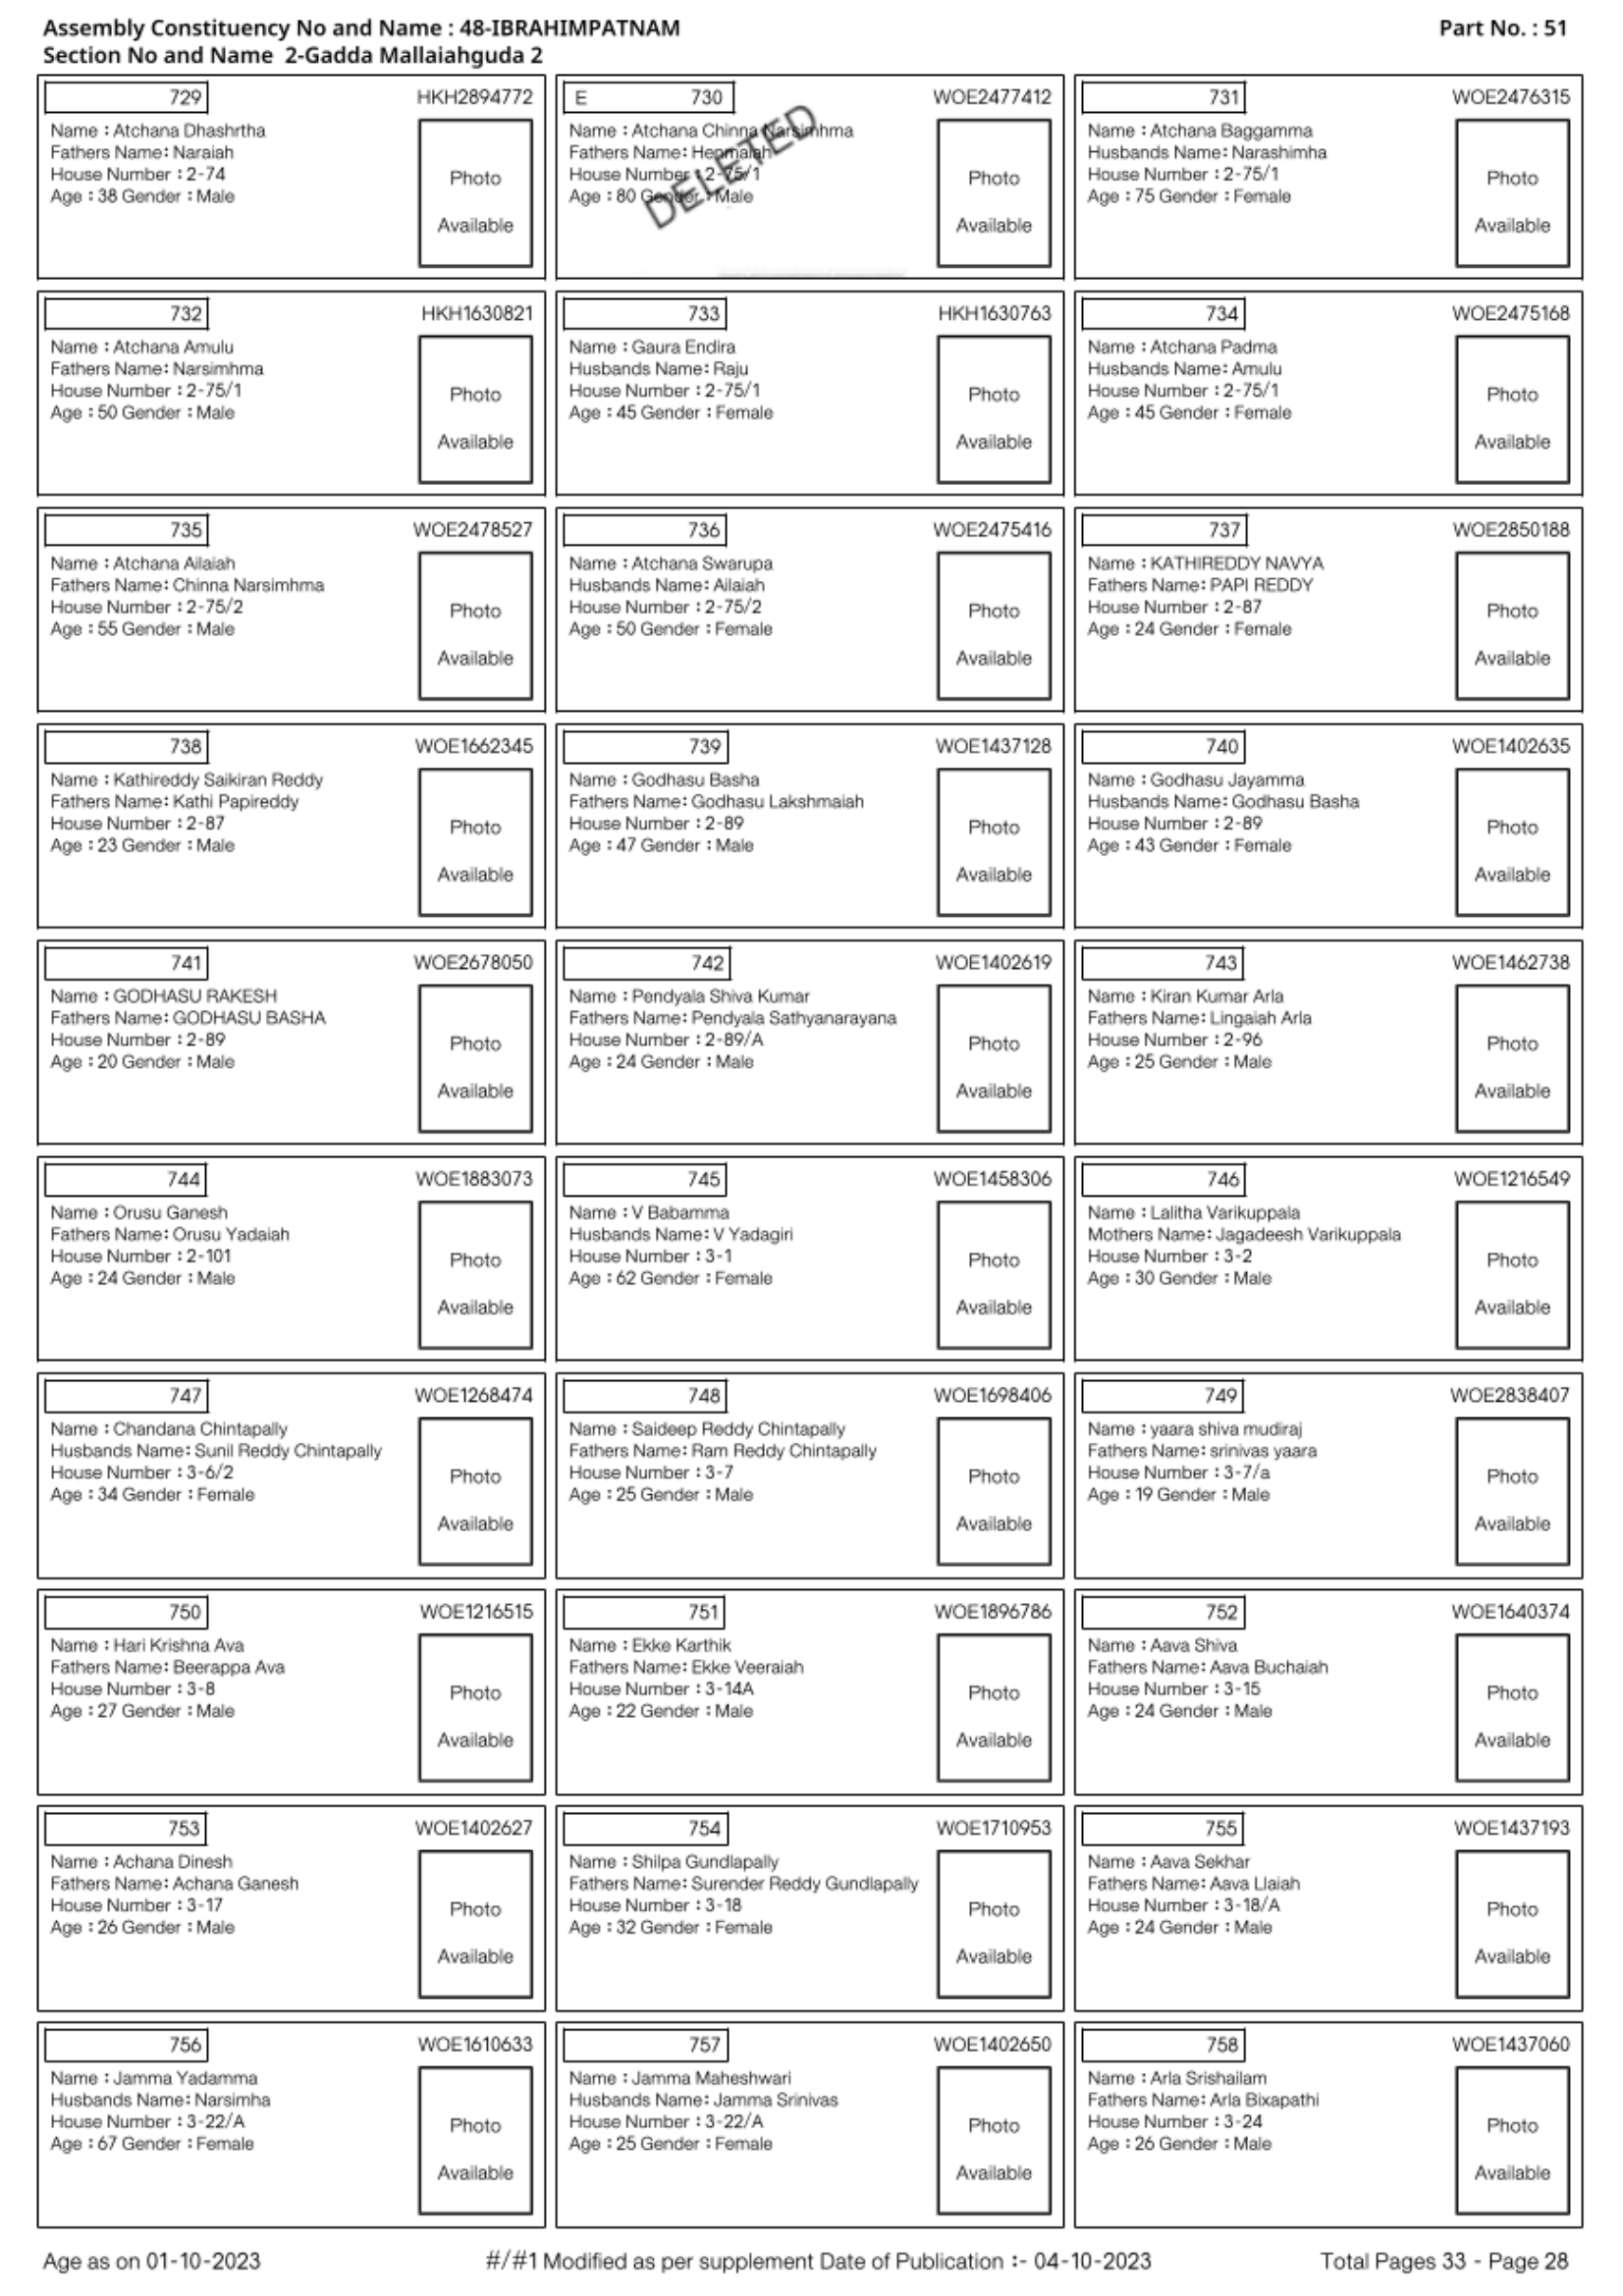 Assembly Constituency No and Name : 48-IBRAHIMPATNAM
Part No. : 51
Section No and Name 2-Gadda Mallaiahguda 2
729
HKH2894772
Name : Atchana Dhashrtha
Fathers Name: Naraiah
House Number : 2-74
Age : 38 Gender : Male
Photo
Available
E
730
WOE2477412
Name : Atchana Chinna Narsimhma
Fathers Name:
House Number : 2-75/1
Age : 80 Gender : Male
DELETED
Photo
Available
731
WOE2476315
Name : Atchana Baggamma
Husbands Name: Narashimha
House Number : 2-75/1
Age : 75 Gender : Female
Photo
Available
732
HKH1630821
Name : Atchana Amulu
Fathers Name: Narsimhma
House Number : 2-75/1
Age : 50 Gender : Male
Photo
Available
733
HKH1630763
Name : Gaura Endira
Husbands Name: Raju
House Number : 2-75/1
Age : 45 Gender : Female
Photo
Available
734
WOE2475168
Name : Atchana Padma
Husbands Name: Amulu
House Number : 2-75/1
Age : 45 Gender : Female
Photo
Available
735
WOE2478527
Name : Atchana Ailaiah
Fathers Name: Chinna Narsimhma
House Number : 2-75/2
Age : 55 Gender : Male
Photo
Available
736
WOE2475416
Name : Atchana Swarupa
Husbands Name: Ailaiah
House Number : 2-75/2
Age : 50 Gender : Female
Photo
Available
737
WOE2850188
Name : KATHIREDDY NAVYA
Fathers Name: PAPI REDDY
House Number : 2-87
Age : 24 Gender : Female
Photo
Available
738
WOE1662345
Name : Kathireddy Saikiran Reddy
Fathers Name: Kathi Papireddy
House Number : 2-87
Age : 23 Gender : Male
Photo
Available
739
WOE1437128
Name : Godhasu Basha
Fathers Name: Godhasu Lakshmaiah
House Number : 2-89
Age : 47 Gender : Male
Photo
Available
740
WOE1402635
Name : Godhasu Jayamma
Husbands Name: Godhasu Basha
House Number : 2-89
Age : 43 Gender : Female
Photo
Available
741
WOE2678050
Name : GODHASU RAKESH
Fathers Name: GODHASU BASHA
House Number : 2-89
Age : 20 Gender : Male
Photo
Available
742
WOE1402619
Name : Pendyala Shiva Kumar
Fathers Name: Pendyala Sathyanarayana
House Number : 2-89/A
Age : 24 Gender : Male
Photo
Available
743
WOE1462738
Name : Kiran Kumar Arla
Fathers Name: Lingaiah Arla
House Number : 2-96
Age : 25 Gender : Male
Photo
Available
744
WOE1883073
Name : Orusu Ganesh
Fathers Name: Orusu Yadaiah
House Number : 2-101
Age : 24 Gender : Male
Photo
Available
745
WOE1458306
Name : V Babamma
Husbands Name: V Yadagiri
House Number : 3-1
Age : 62 Gender : Female
Photo
Available
746
WOE1216549
Name : Lalitha Varikuppala
Mothers Name: Jagadeesh Varikuppala
House Number : 3-2
Age : 30 Gender : Male
Photo
Available
747
WOE1268474
Name : Chandana Chintapally
Husbands Name: Sunil Reddy Chintapally
House Number : 3-6/2
Age : 34 Gender : Female
Photo
Available
748
WOE1698406
Name : Saideep Reddy Chintapally
Fathers Name: Ram Reddy Chintapally
House Number : 3-7
Age : 25 Gender : Male
Photo
Available
749
WOE2838407
Name : yaara shiva mudiraj
Fathers Name: srinivas yaara
House Number : 3-7/a
Age : 19 Gender : Male
Photo
Available
750
WOE1216515
Name : Hari Krishna Ava
Fathers Name: Beerappa Ava
House Number : 3-8
Age : 27 Gender : Male
Photo
Available
751
WOE1896786
Name : Ekke Karthik
Fathers Name: Ekke Veeraiah
House Number : 3-14A
Age : 22 Gender : Male
Photo
Available
752
WOE1640374
Name : Aava Shiva
Fathers Name: Aava Buchaiah
House Number : 3-15
Age : 24 Gender : Male
Photo
Available
753
WOE1402627
Name : Achana Dinesh
Fathers Name: Achana Ganesh
House Number : 3-17
Age : 26 Gender : Male
Photo
Available
754
WOE1710953
Name : Shilpa Gundlapally
Fathers Name: Surender Reddy Gundlapally
House Number : 3-18
Age : 32 Gender : Female
Photo
Available
755
WOE1437193
Name : Aava Sekhar
Fathers Name: Aava Llaiah
House Number : 3-18/A
Age : 24 Gender : Male
Photo
Available
756
WOE1610633
Name : Jamma Yadamma
Husbands Name: Narsimha
House Number : 3-22/A
Age : 67 Gender : Female
Photo
Available
757
WOE1402650
Name : Jamma Maheshwari
Husbands Name: Jamma Srinivas
House Number : 3-22/A
Age : 25 Gender : Female
Photo
Available
758
WOE1437060
Name : Arla Srishailam
Fathers Name: Arla Bixapathi
House Number : 3-24
Age : 26 Gender : Male
Photo
Available
Age as on 01-10-2023
#/#1 Modified as per supplement Date of Publication :- 04-10-2023
Total Pages 33 - Page 28